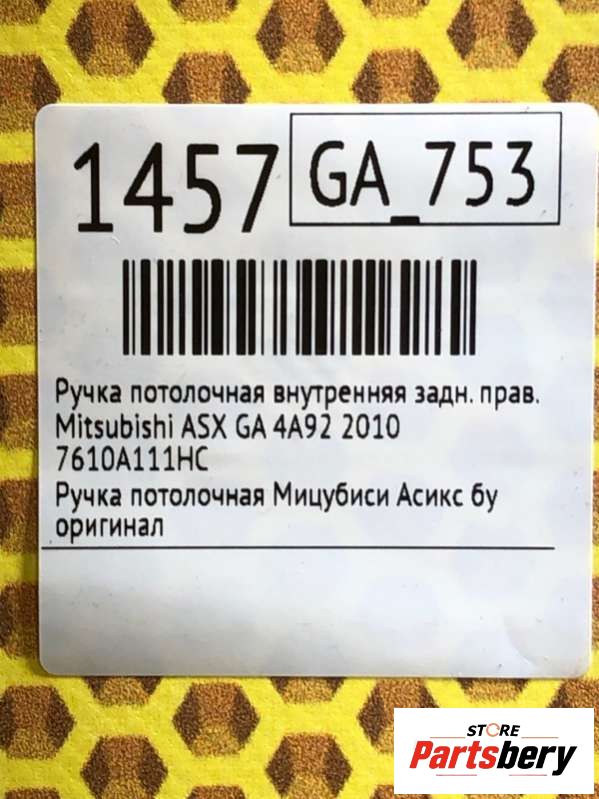 1457 GA_753
Ручка потолочная внутренняя задн. прав.
Mitsubishi ASX GA 4A92 2010
7610A111HC
Ручка потолочная Мицубиси Асикс бу
оригинал
STORE
Partsbery